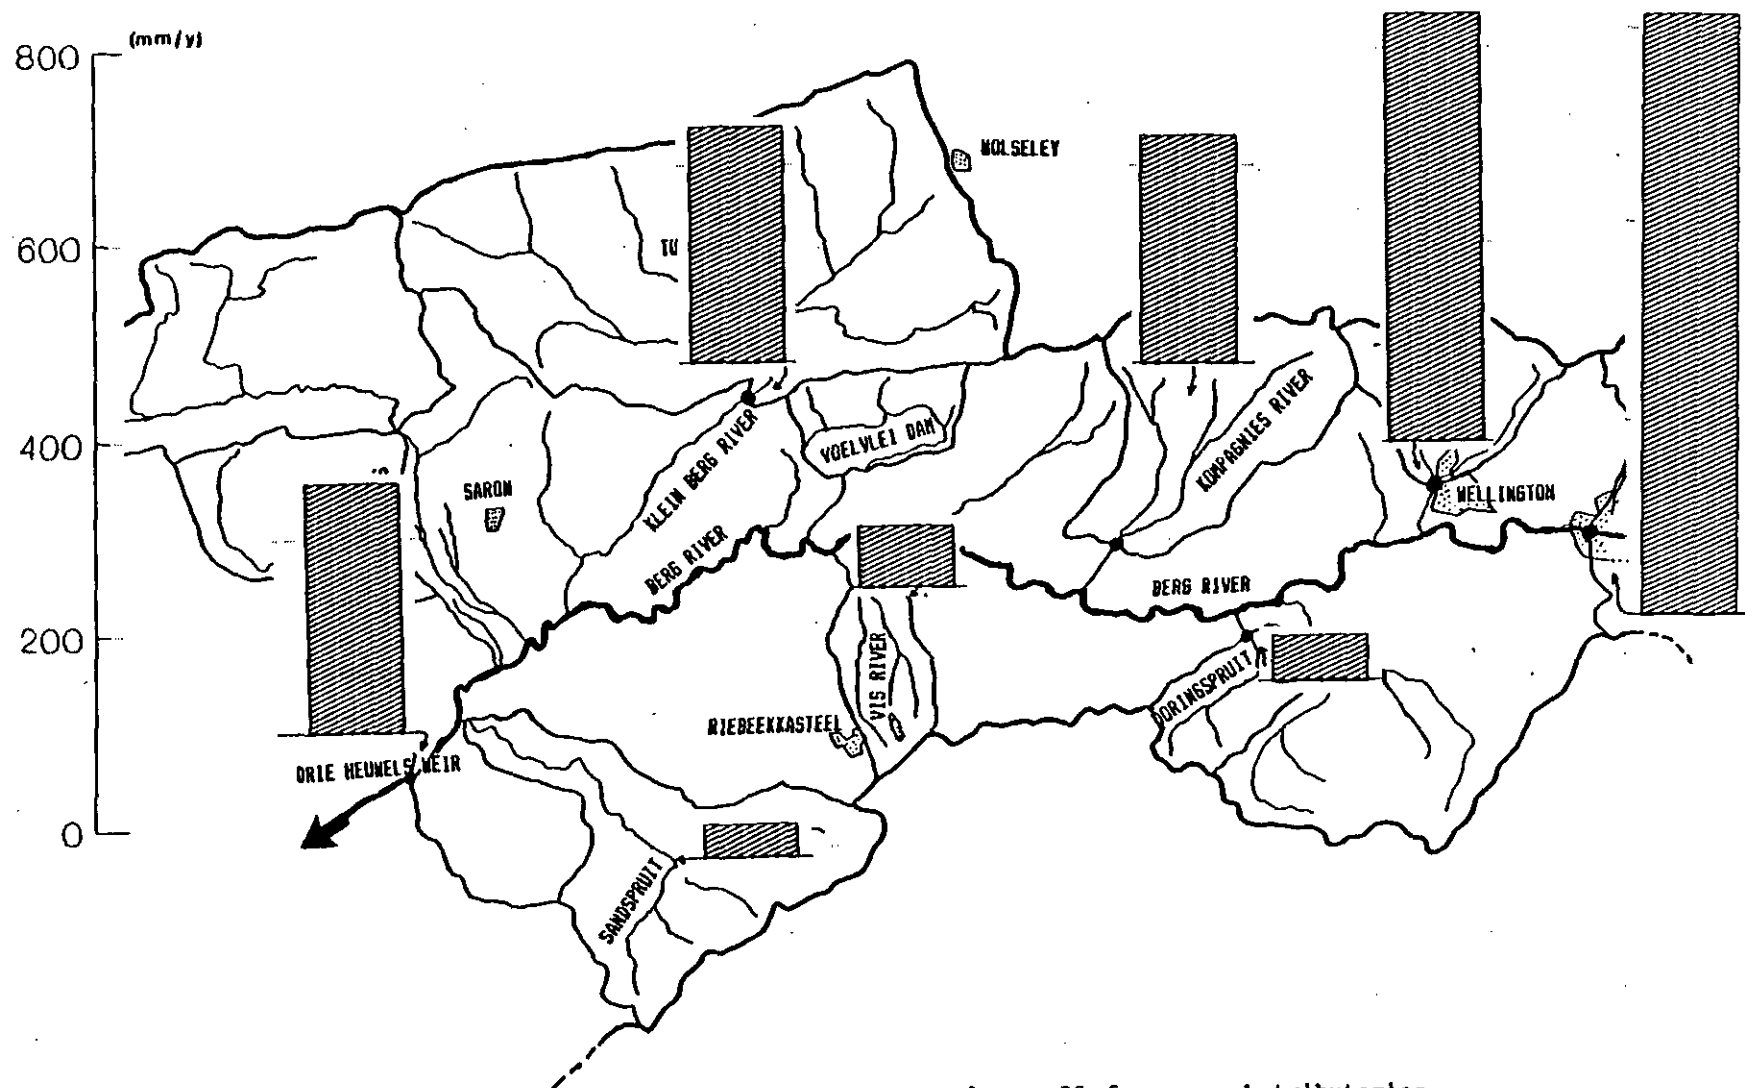 (mm/y)
800
600
400
200
0
WOLSELEY
TU
SARON
KLEIN BERG RIVER
VOELVLEI DAM
KOMPAGNIES RIVER
WELLINGTON
BERG RIVER
BERG RIVER
VIS RIVER
DORINGSPRUIT
RIEBEEKKASTEEL
DRIE HEUWELS WEIR
SANDSPRUIT